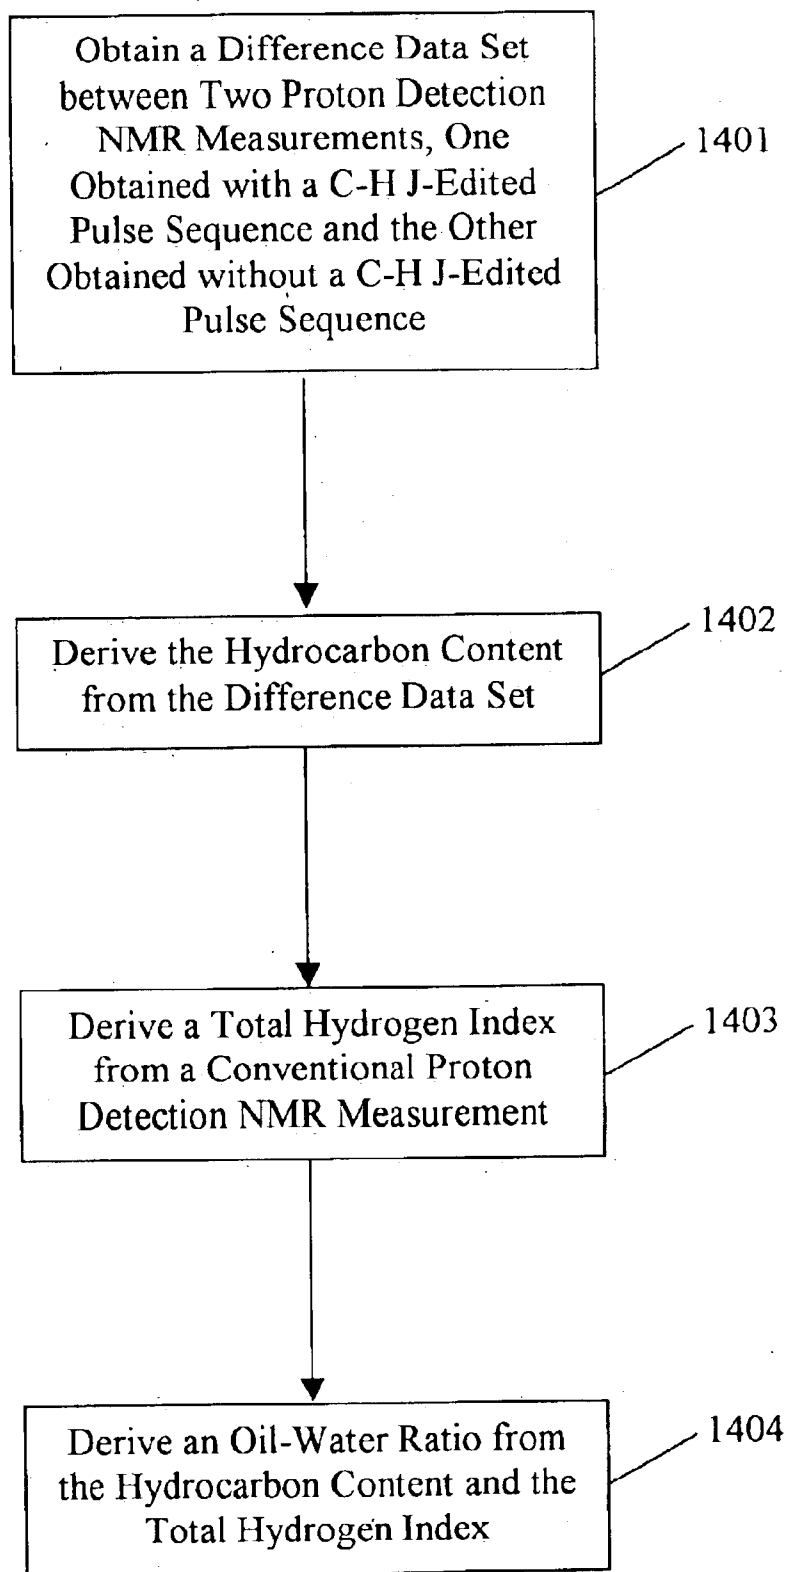 Obtain a Difference Data Set
between Two Proton Detection
NMR Measurements, One
Obtained with a C-H J-Edited
Pulse Sequence and the Other
Obtained without a C-H J-Edited
Pulse Sequence
1401
Derive the Hydrocarbon Content
from the Difference Data Set
1402
Derive a Total Hydrogen Index
from a Conventional Proton
Detection NMR Measurement
1403
Derive an Oil-Water Ratio from
the Hydrocarbon Content and the
Total Hydrogen Index
1404